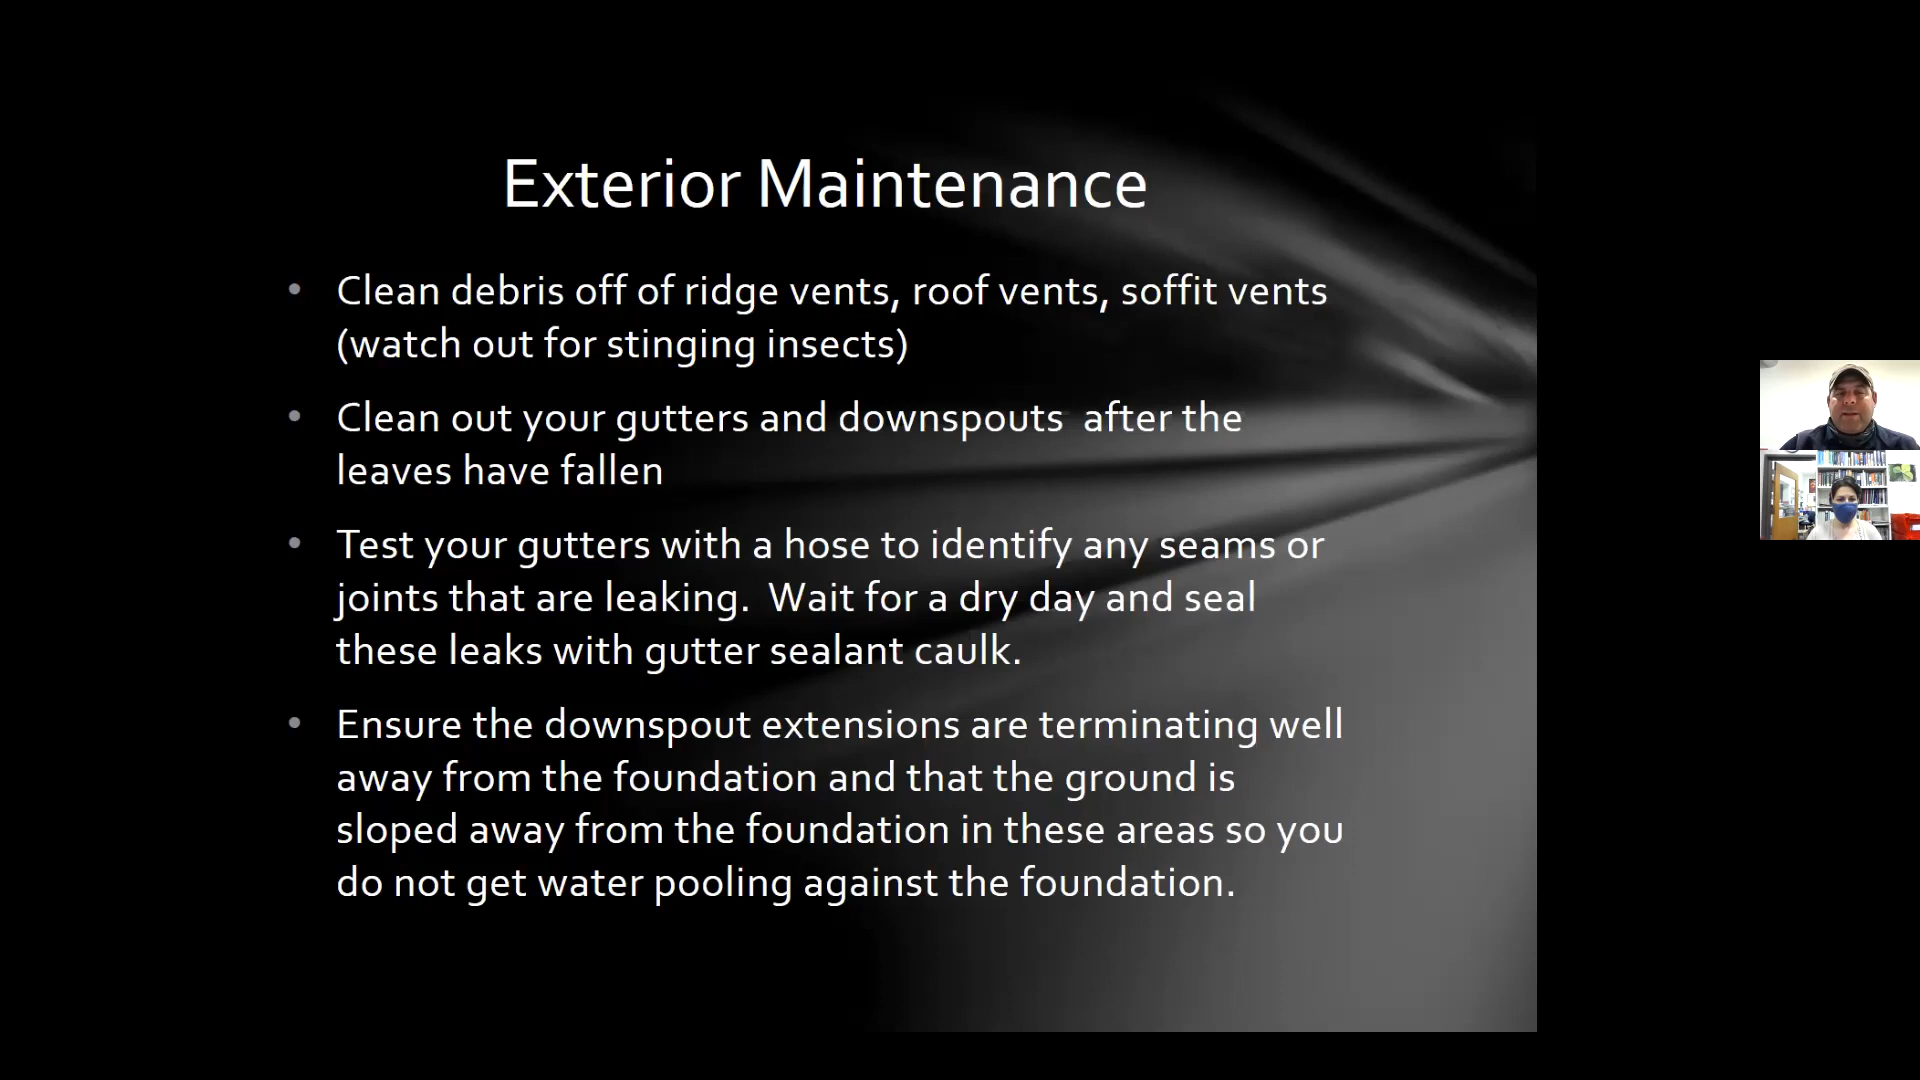 Exterior Maintenance
• Clean debris off of ridge vents, roof vents, soffit vents
(watch out for stinging insects)
• Clean out your gutters and downspouts  after the
leaves have fallen
• Test your gutters with a hose to identify any seams or
joints that are leaking.  Wait for a dry day and seal
these leaks with gutter sealant caulk.
• Ensure the downspout extensions are terminating well
away from the foundation and that the ground is
sloped away from the foundation in these areas so you
do not get water pooling against the foundation.